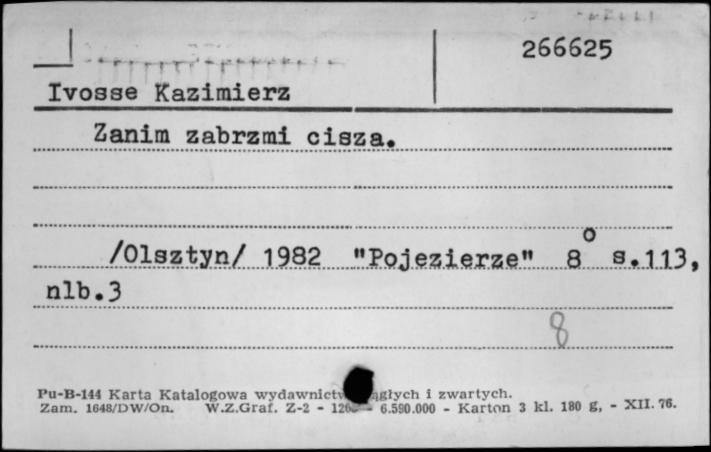 266625
Ivosse Kazimierz
Zanim zabrzmi cisza.
/Olsztyn/ 1982 "Pojezierze" 8° s.113,
nlb.3
8
Pu-B-144 Karta Katalogowa wydawnictw ągłych i zwartych.
Zam. 1648/DW/On. W.Z.Graf. Z-2 - 6.590.000 - Karton 3 kl. 180 g, - XII. 76.